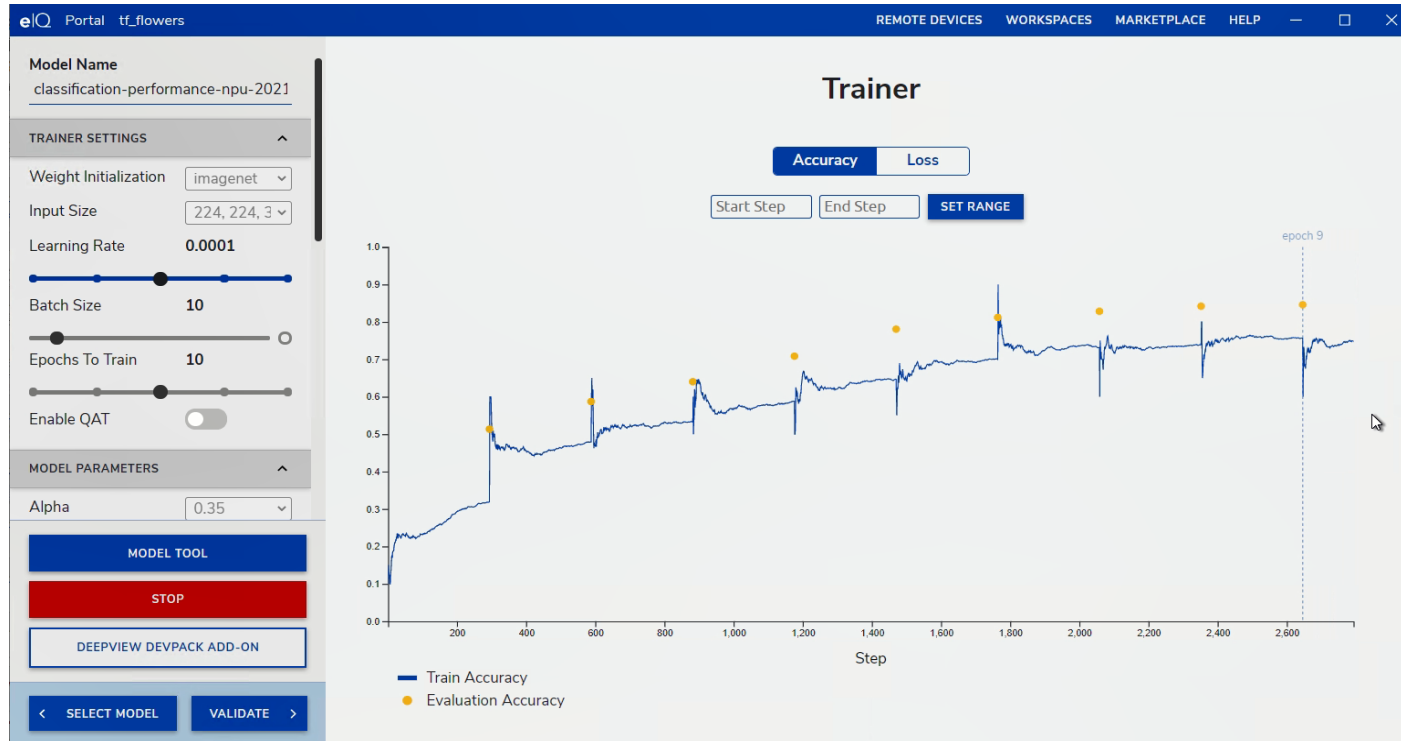 eIQ Portal tf_flowers REMOTE DEVICES WORKSPACES MARKETPLACE HELP
Model Name
classification-performance-npu-2021
TRAINER SETTINGS
Weight Initialization imagenet
Input Size 224, 224, 3
Learning Rate 0.0001
Batch Size 10
Epochs To Train 10
Enable QAT
MODEL PARAMETERS
Alpha 0.35
MODEL TOOL
STOP
DEEPVIEW DEVPACK ADD-ON
SELECT MODEL VALIDATE
Trainer
Accuracy Loss
Start Step End Step SET RANGE
epoch 9
1.0
0.9
0.8
0.7
0.6
0.5
0.4
0.3
0.2
0.1
0.0
200 400 600 800 1,000 1,200 1,400 1,600 1,800 2,000 2,200 2,400 2,600
Step
Train Accuracy
Evaluation Accuracy